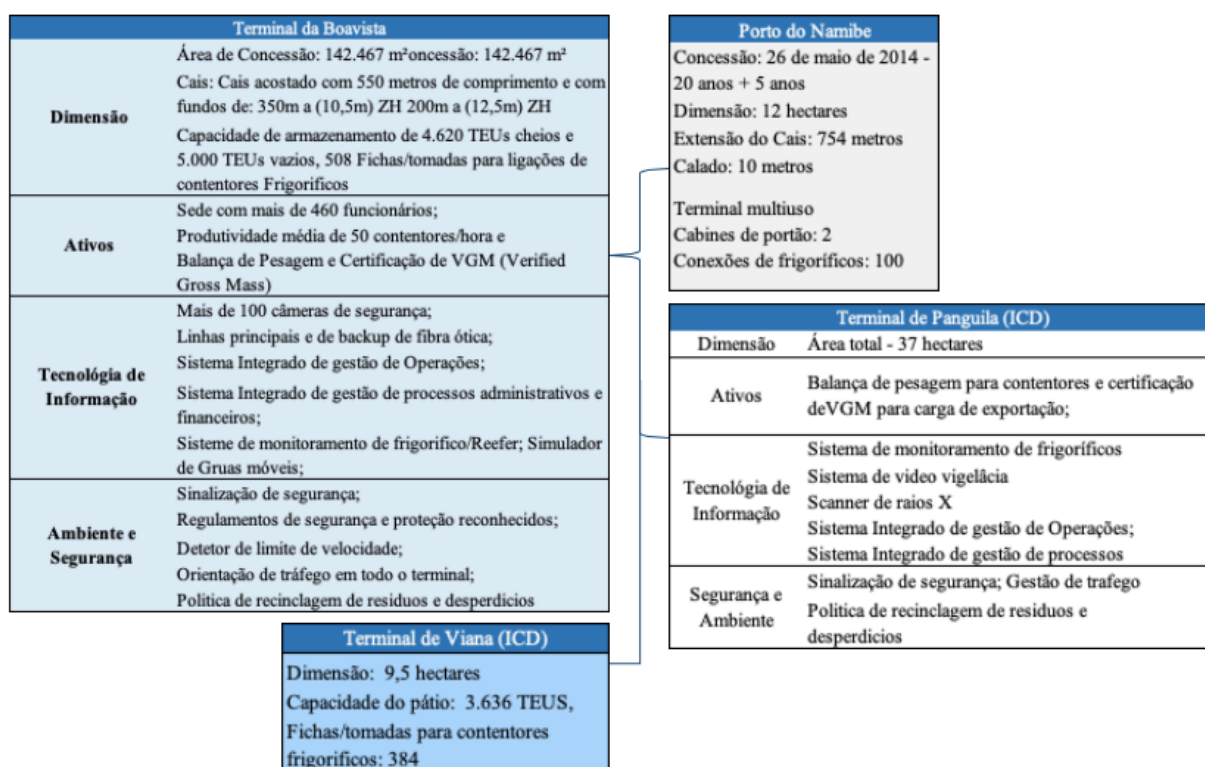 Terminal da Boavista
Dimensão
Área de Concessão: 142.467 m²oncessão: 142.467 m²
Cais: Cais acostado com 550 metros de comprimento e com
fundos de: 350m a (10,5m) ZH 200m a (12,5m) ZH
Capacidade de armazenamento de 4.620 TEUs cheios e
5.000 TEUs vazios, 508 Fichas/tomadas para ligações de
contentores Frigorificos
Ativos
Sede com mais de 460 funcionários;
Produtividade média de 50 contentores/hora e
Balança de Pesagem e Certificação de VGM (Verified
Gross Mass)
Tecnológia de
Informação
Mais de 100 câmeras de segurança;
Linhas principais e de backup de fibra ótica;
Sistema Integrado de gestão de Operações;
Sistema Integrado de gestão de processos administrativos e
financeiros;
Sisteme de monitoramento de frigorifico/Reefer; Simulador
de Gruas móveis;
Ambiente e
Segurança
Sinalização de segurança;
Regulamentos de segurança e proteção reconhecidos;
Detetor de limite de velocidade;
Orientação de tráfego em todo o terminal;
Politica de recinclagem de residuos e desperdicios
Porto do Namibe
Concessão: 26 de maio de 2014 -
20 anos + 5 anos
Dimensão: 12 hectares
Extensão do Cais: 754 metros
Calado: 10 metros
Terminal multiuso
Cabines de portão: 2
Conexões de frigoríficos: 100
Terminal de Panguila (ICD)
Dimensão
Área total - 37 hectares
Ativos
Balança de pesagem para contentores e certificação
deVGM para carga de exportação;
Tecnológia de
Informação
Sistema de monitoramento de frigoríficos
Sistema de video vigelâcia
Scanner de raios X
Sistema Integrado de gestão de Operações;
Sistema Integrado de gestão de processos
Segurança e
Ambiente
Sinalização de segurança; Gestão de trafego
Politica de recinclagem de residuos e
desperdicios
Terminal de Viana (ICD)
Dimensão: 9,5 hectares
Capacidade do pátio: 3.636 TEUS,
Fichas/tomadas para contentores
frigorificos: 384